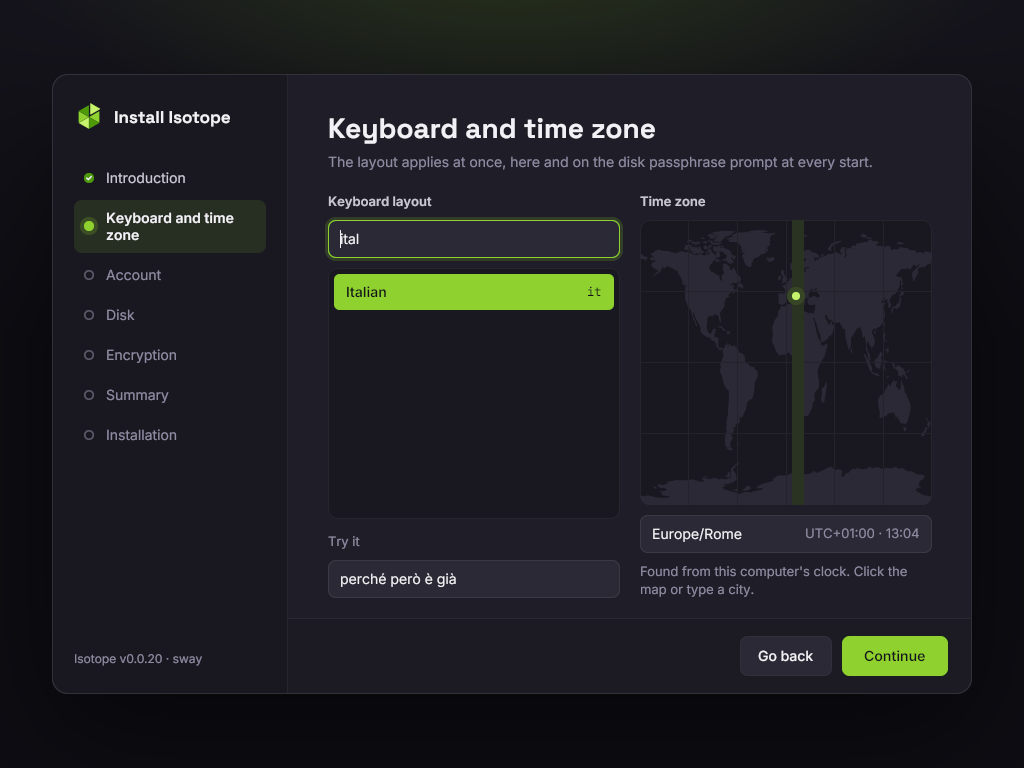 Install Isotope
Introduction
Keyboard and time
zone
Account
Disk
Encryption
Summary
Installation
Isotope v0.0.20 · sway
Keyboard and time zone
The layout applies at once, here and on the disk passphrase prompt at every start.
Keyboard layout
ital
Italian it
Try it
perché però è già
Time zone
Europe/Rome UTC+01:00 · 13:04
Found from this computer's clock. Click the
map or type a city.
Go back
Continue